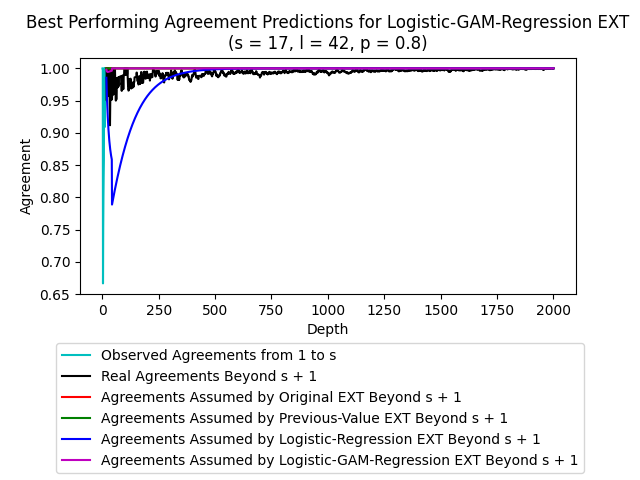 Best Performing Agreement Predictions for Logistic-GAM-Regression EXT
(s = 17, l = 42, p = 0.8)
1.00
0.95
0.90
0.85
0.80
0.75
0.70
0.65
Agreement
0 250 500 750 1000 1250 1500 1750 2000
Depth
Observed Agreements from 1 to s
Real Agreements Beyond s + 1
Agreements Assumed by Original EXT Beyond s + 1
Agreements Assumed by Previous-Value EXT Beyond s + 1
Agreements Assumed by Logistic-Regression EXT Beyond s + 1
Agreements Assumed by Logistic-GAM-Regression EXT Beyond s + 1